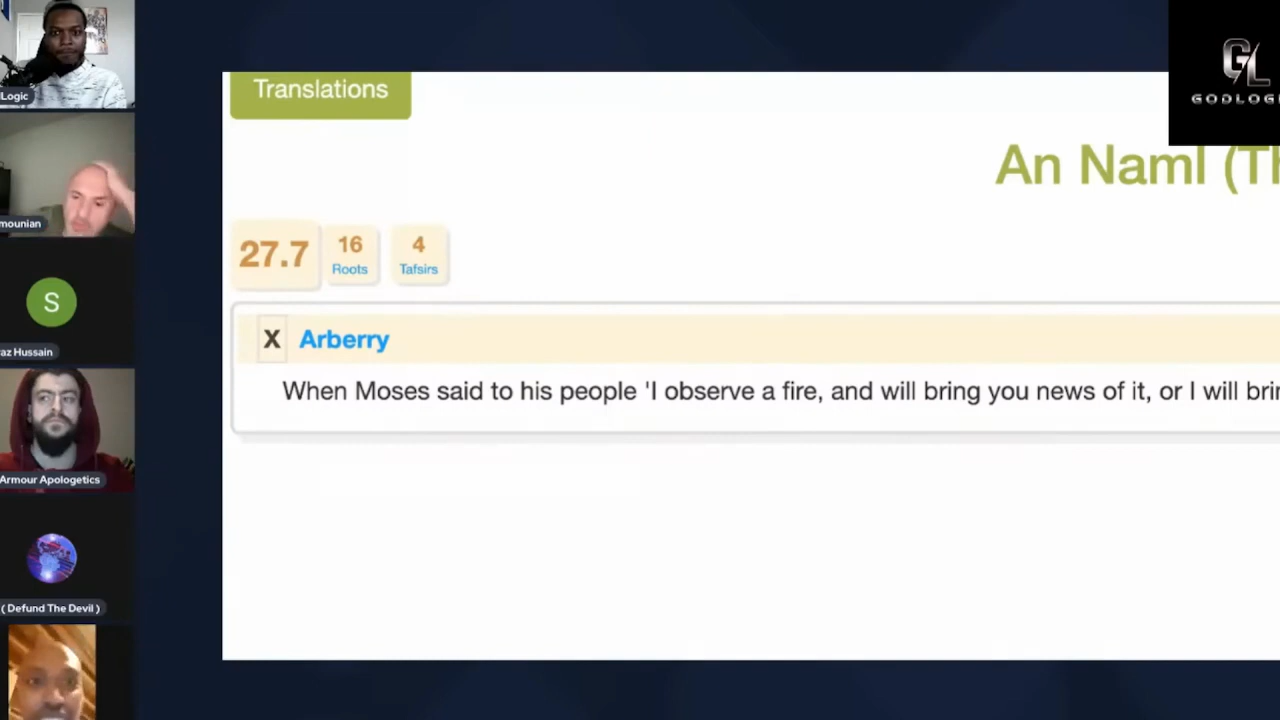 Logic
mounian
S
az Hussain
Armour Apologetics
( Defund The Devil )
Translations
GL
GODLOGI
An Naml (Th
27.7
16
Roots
4
Tafsirs
X Arberry
When Moses said to his people 'I observe a fire, and will bring you news of it, or I will brin